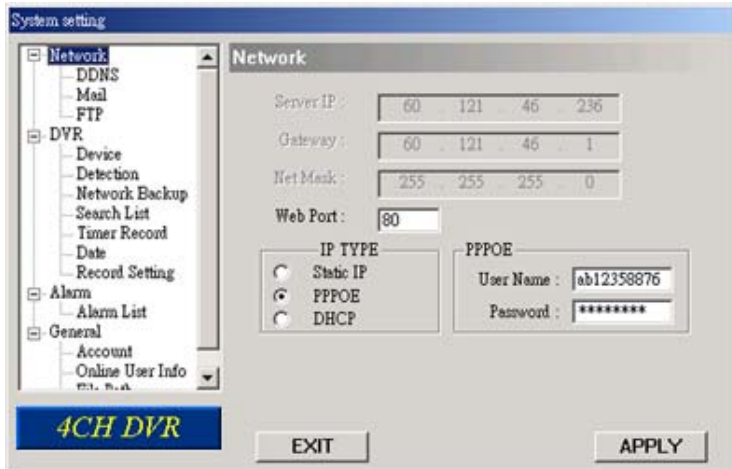 System setting
Network
DDNS
Mail
FTP
DVR
Device
Detection
Network Backup
Search List
Timer Record
Date
Record Setting
Alarm
Alarm List
General
Account
Online User Info
File Path
4CH DVR
Network
Server IP : 60 . 121 . 46 . 236
Gateway : 60 . 121 . 46 . 1
Net Mask : 255 . 255 . 255 . 0
Web Port : 80
IP TYPE
Static IP
PPPOE
DHCP
PPPOE
User Name : ab12358876
Password : ********
EXIT
APPLY